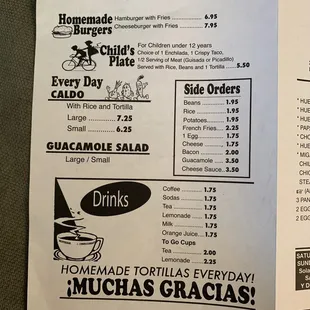 Homemade
Burgers
Hamburger with Fries 6.95
Cheeseburger with Fries 7.95
Child's
Plate
For Children under 12 years
Choice of 1 Enchilada, 1 Crispy Taco,
1/2 Serving of Meat (Guisada or Picadillo)
Served with Rice, Beans and 1 Tortilla 5.50
Every Day
CALDO
With Rice and Tortilla
Large 7.25
Small 6.25
GUACAMOLE SALAD
Large / Small
Side Orders
Beans 1.95
Rice 1.95
Potatoes 1.95
French Fries 2.25
1 Egg 1.75
Cheese 1.75
Bacon 2.00
Guacamole 3.50
Cheese Sauce 3.50
Drinks
Coffee 1.75
Sodas 1.75
Tea 1.75
Lemonade 1.75
Milk 1.75
Orange Juice 1.75
To Go Cups
Tea 2.00
Lemonade 2.25
HOMEMADE TORTILLAS EVERYDAY!
¡MUCHAS GRACIAS!